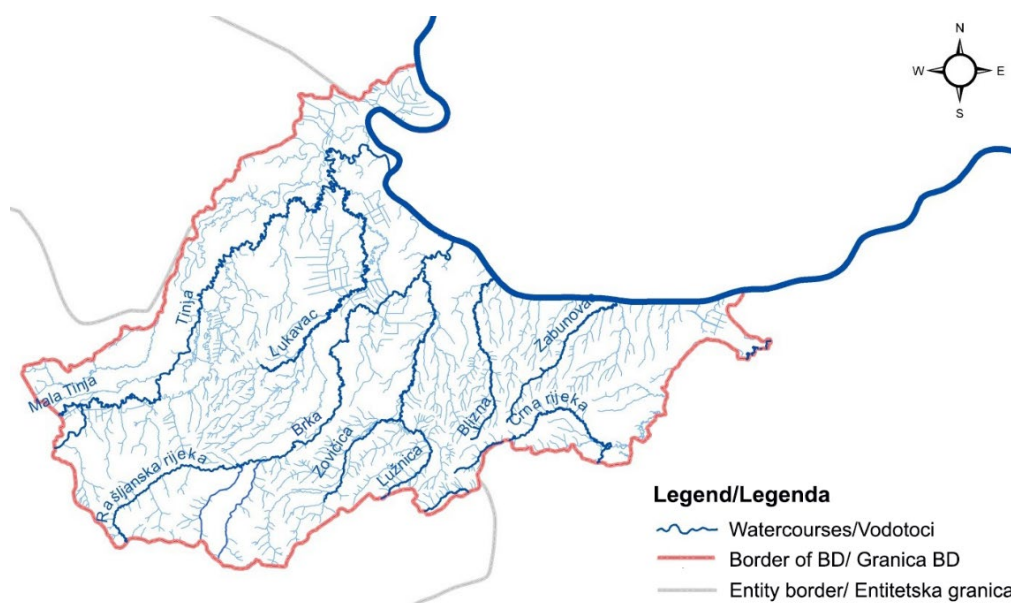 N
W E
S
Tinja
Lukavac
Mala Tinja
Brka
Rašljanska rijeka
Zovičica
Lužnica
Blizna
Zabunovac
Crna rijeka
Legend/Legenda
Watercourses/Vodotoci
Border of BD/ Granica BD
Entity border/ Entitetska granica